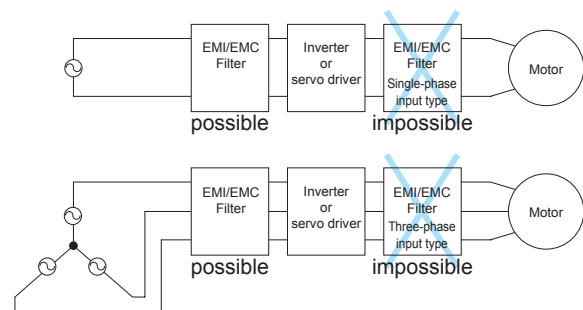 EMI/EMC
Filter
Inverter
or
servo driver
EMI/EMC
Filter
Single-phase
input type
Motor
possible
impossible
EMI/EMC
Filter
Inverter
or
servo driver
EMI/EMC
Filter
Three-phase
input type
Motor
possible
impossible